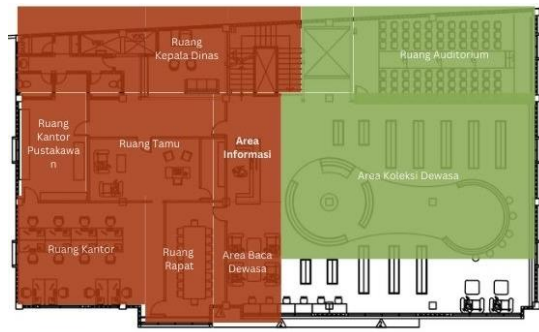 Ruang
Kepala Dinas
Ruang Auditorium
Ruang
Kantor
Pustakawa
n
Ruang Tamu
Area
Informasi
Area Koleksi Dewasa
Ruang Kantor
Ruang
Rapat
Area Baca
Dewasa